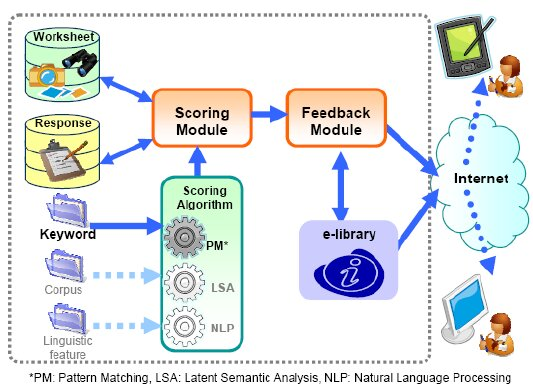 Worksheet
Response
Scoring
Module
Feedback
Module
Internet
Scoring
Algorithm
Keyword
PM*
Corpus
LSA
Linguistic
feature
NLP
e-library
i
*PM: Pattern Matching, LSA: Latent Semantic Analysis, NLP: Natural Language Processing